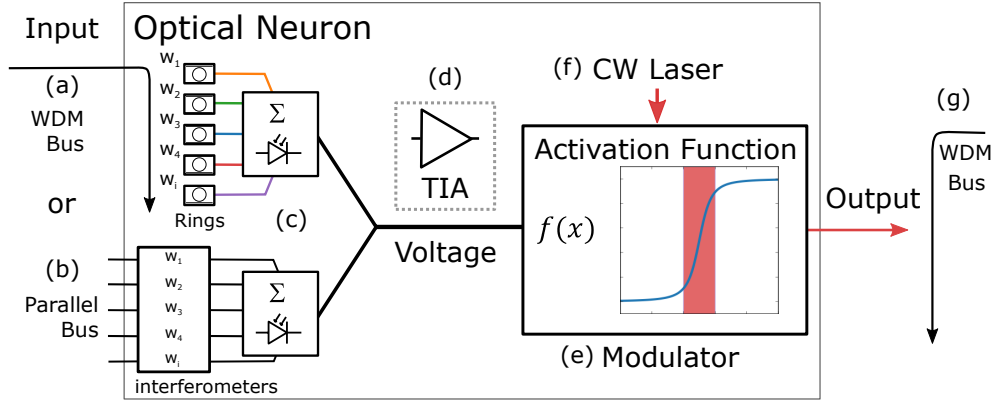 Input
(a)
WDM
Bus
or
(b)
Parallel
Bus
Optical Neuron
w1
w2
w3
w4
wi
Rings
Σ
(c)
w1
w2
w3
w4
wi
interferometers
Σ
(d)
TIA
Voltage
(f) CW Laser
Activation Function
f(x)
(e) Modulator
Output
(g)
WDM
Bus